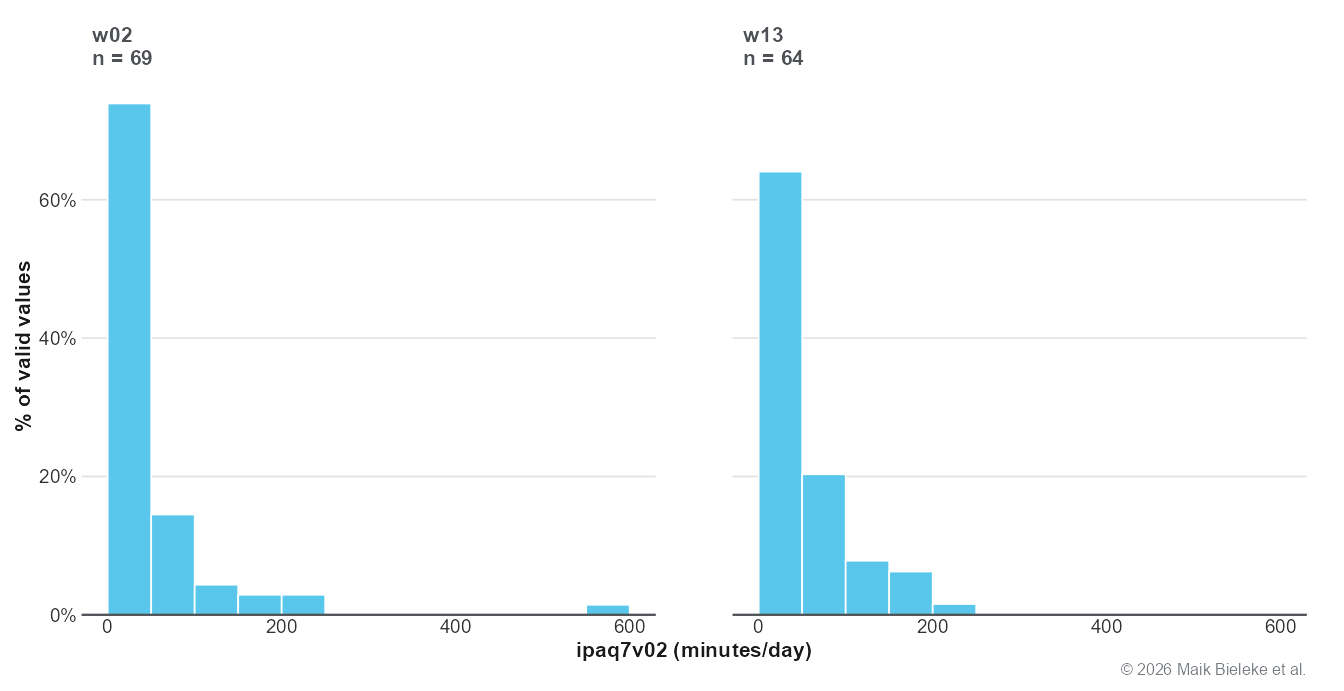 w02
n = 69
w13
n = 64
% of valid values
60%
40%
20%
0%
0 200 400 600
0 200 400 600
ipaq7v02 (minutes/day)
© 2026 Maik Bieleke et al.